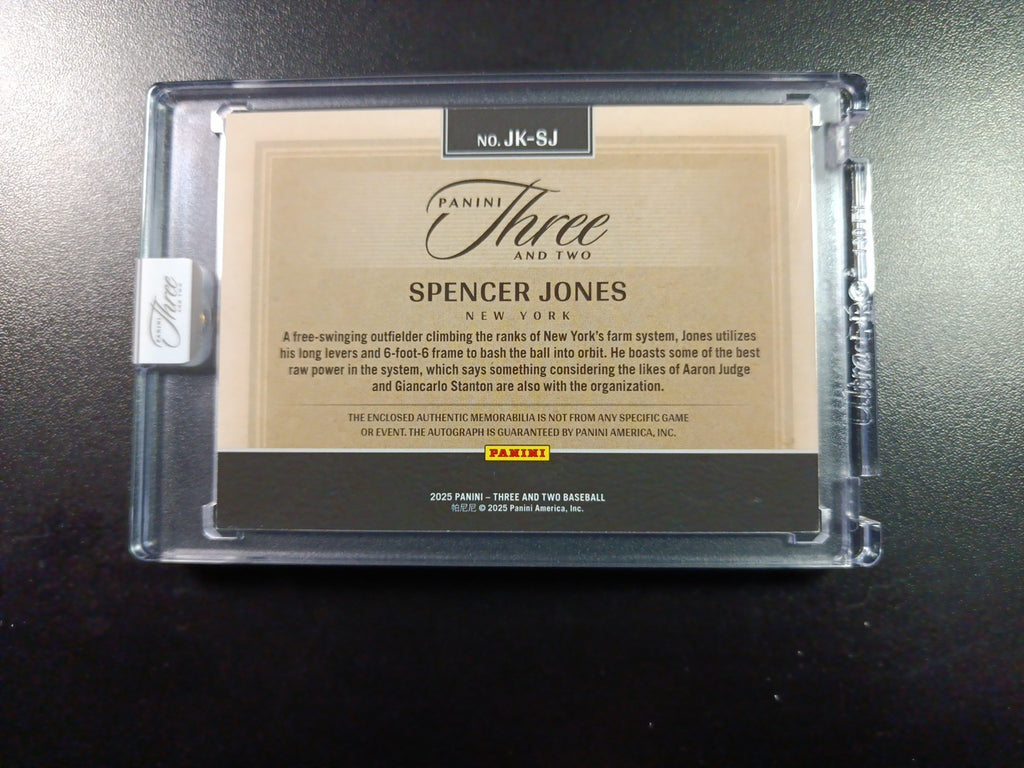 NO. JK-SJ
PANINI
Three
AND TWO
SPENCER JONES
NEW YORK
A free-swinging outfielder climbing the ranks of New York's farm system, Jones utilizes
his long levers and 6-foot-6 frame to bash the ball into orbit. He boasts some of the best
raw power in the system, which says something considering the likes of Aaron Judge
and Giancarlo Stanton are also with the organization.
THE ENCLOSED AUTHENTIC MEMORABILIA IS NOT FROM ANY SPECIFIC GAME
OR EVENT. THE AUTOGRAPH IS GUARANTEED BY PANINI AMERICA, INC.
PANINI
2025 PANINI – THREE AND TWO BASEBALL
帕尼尼 © 2025 Panini America, Inc.
PANINI
Three
AND TWO